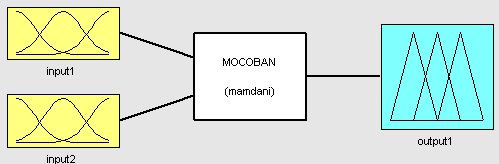 input1
MOCOBAN
(mamdani)
output1
input2